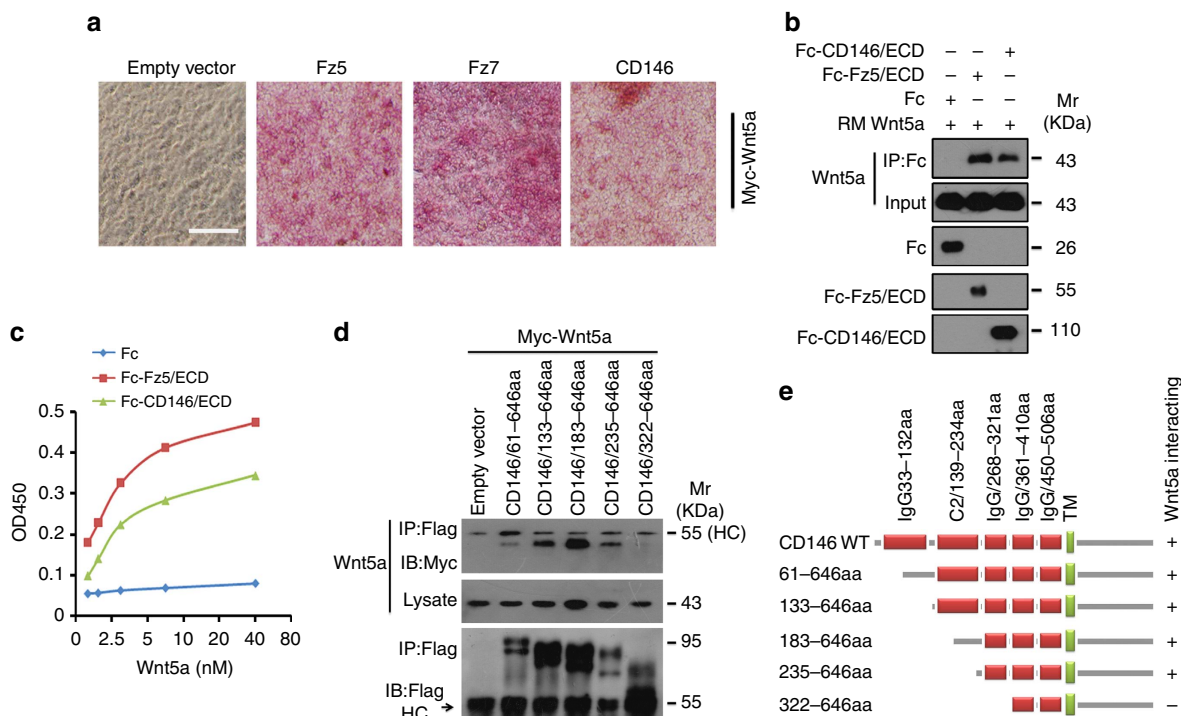 a
Empty vector
Fz5
Fz7
CD146
Myc-Wnt5a
b
Fc-CD146/ECD – – +
Fc-Fz5/ECD – + –
Fc + – –
RM Wnt5a + + +
Mr
(KDa)
Wnt5a
IP:Fc
43
Input
43
Fc
26
Fc-Fz5/ECD
55
Fc-CD146/ECD
110
c
Fc
Fc-Fz5/ECD
Fc-CD146/ECD
OD450
0.5
0.4
0.3
0.2
0.1
0
0 2.5 5 10 20 40 80
Wnt5a (nM)
d
Myc-Wnt5a
Empty vector
CD146/61–646aa
CD146/133–646aa
CD146/183–646aa
CD146/235–646aa
CD146/322–646aa
Mr
(KDa)
Wnt5a
IP:Flag
55 (HC)
IB:Myc
Lysate
43
IP:Flag
95
IB:Flag
HC
55
e
IgG33–132aa
C2/139–234aa
IgG/268–321aa
IgG/361–410aa
IgG/450–506aa
TM
Wnt5a interacting
CD146 WT +
61–646aa +
133–646aa +
183–646aa +
235–646aa +
322–646aa –